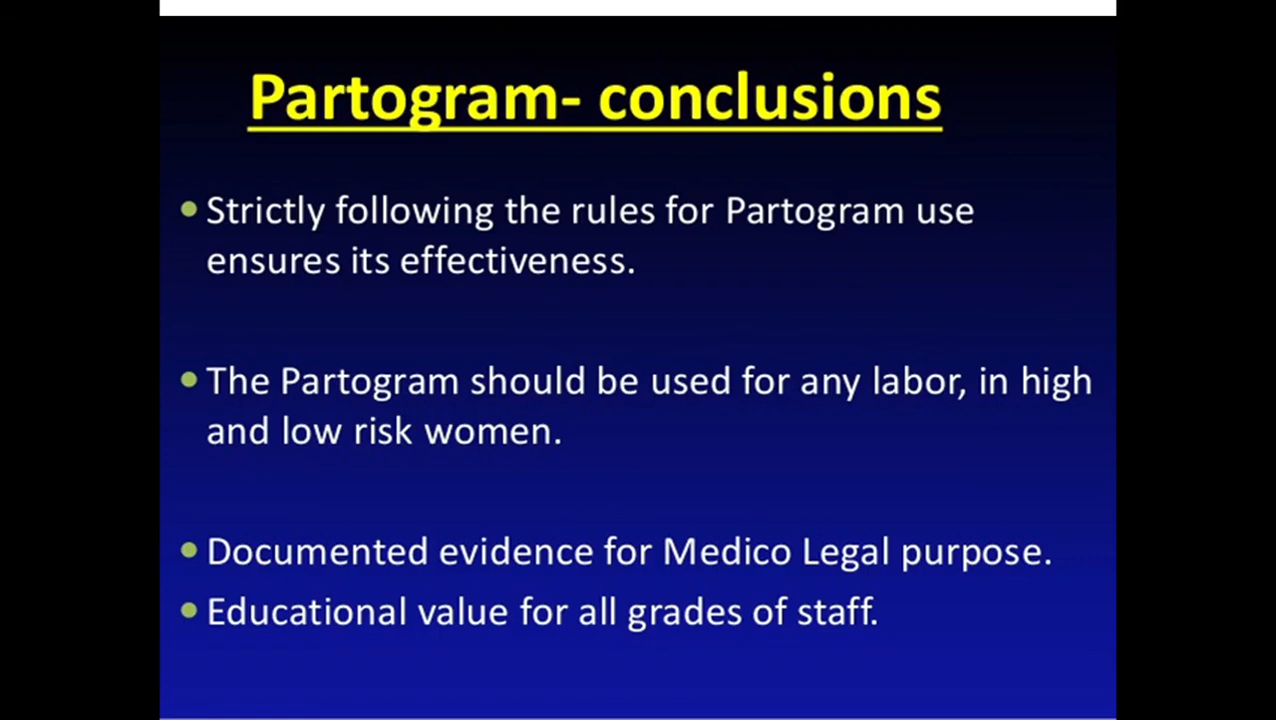 Partogram- conclusions
• Strictly following the rules for Partogram use
ensures its effectiveness.
• The Partogram should be used for any labor, in high
and low risk women.
• Documented evidence for Medico Legal purpose.
• Educational value for all grades of staff.